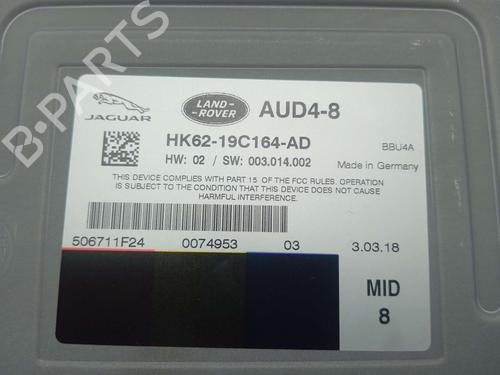 B-PARTS
JAGUAR
LAND-
ROVER
AUD4-8
HK62-19C164-AD
BBU4A
HW: 02 / SW: 003.014.002
Made in Germany
THIS DEVICE COMPLIES WITH PART 15 OF THE FCC RULES. OPERATION
IS SUBJECT TO THE CONDITION THAT THIS DEVICE DOES NOT CAUSE
HARMFUL INTERFERENCE.
506711F24 0074953 03 3.03.18
MID
8